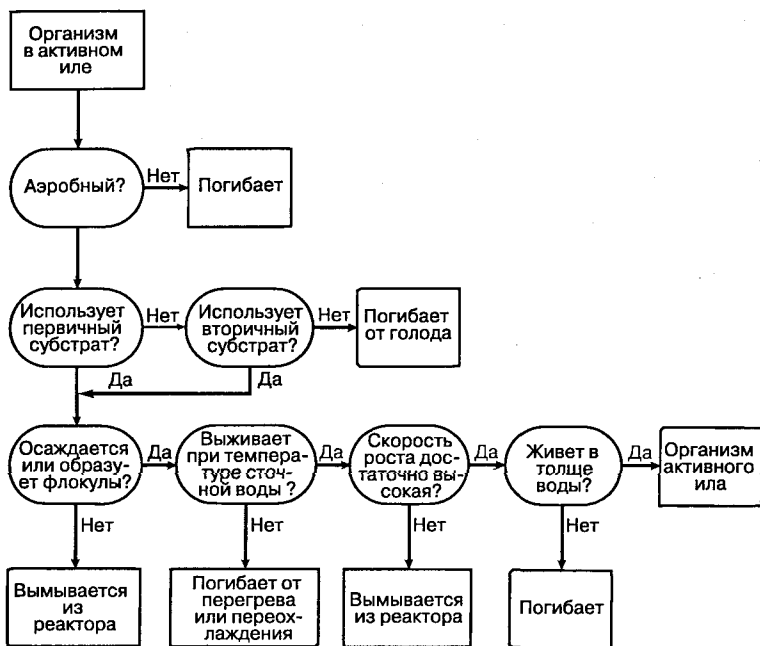 Организм
в активном
иле
Аэробный?
Нет
Погибает
Использует
первичный
субстрат?
Нет
Использует
вторичный
субстрат?
Нет
Погибает
от голода
Да
Да
Осаждается
или образу-
ет флокулы?
Да
Выживает
при темпера-
туре сточ-
ной воды ?
Да
Скорость
роста дос-
таточно вы-
сокая?
Да
Живет в
толще
воды?
Да
Организм
активного
ила
Нет
Нет
Нет
Нет
Вымывается
из
реактора
Погибает от
перегрева
или переох-
лаждения
Вымывается
из реактора
Погибает